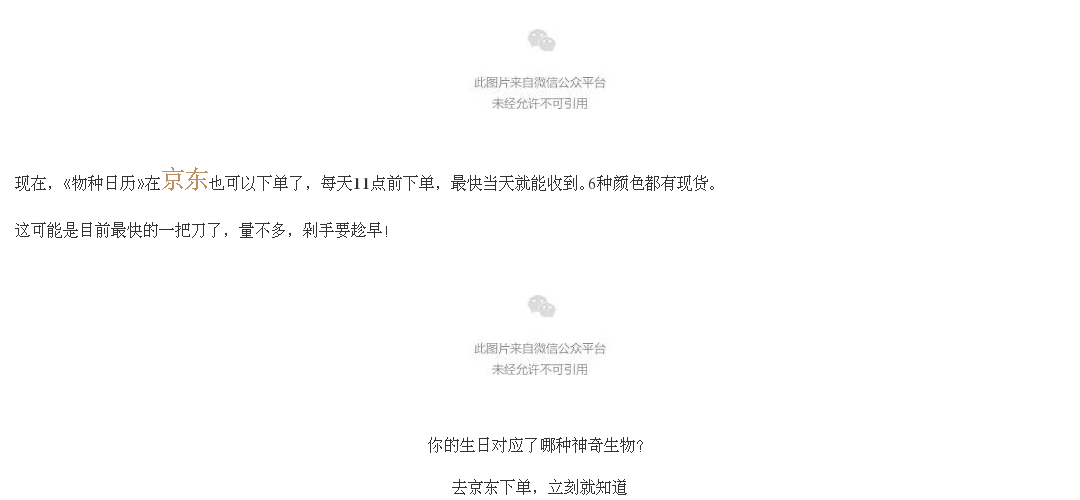 此图片来自微信公众平台
未经允许不可引用
现在，《物种日历》在京东也可以下单了，每天11点前下单，最快当天就能收到。6种颜色都有现货。
这可能是目前最快的一把刀了，量不多，剁手要趁早！
此图片来自微信公众平台
未经允许不可引用
你的生日对应了哪种神奇生物？
去京东下单，立刻就知道